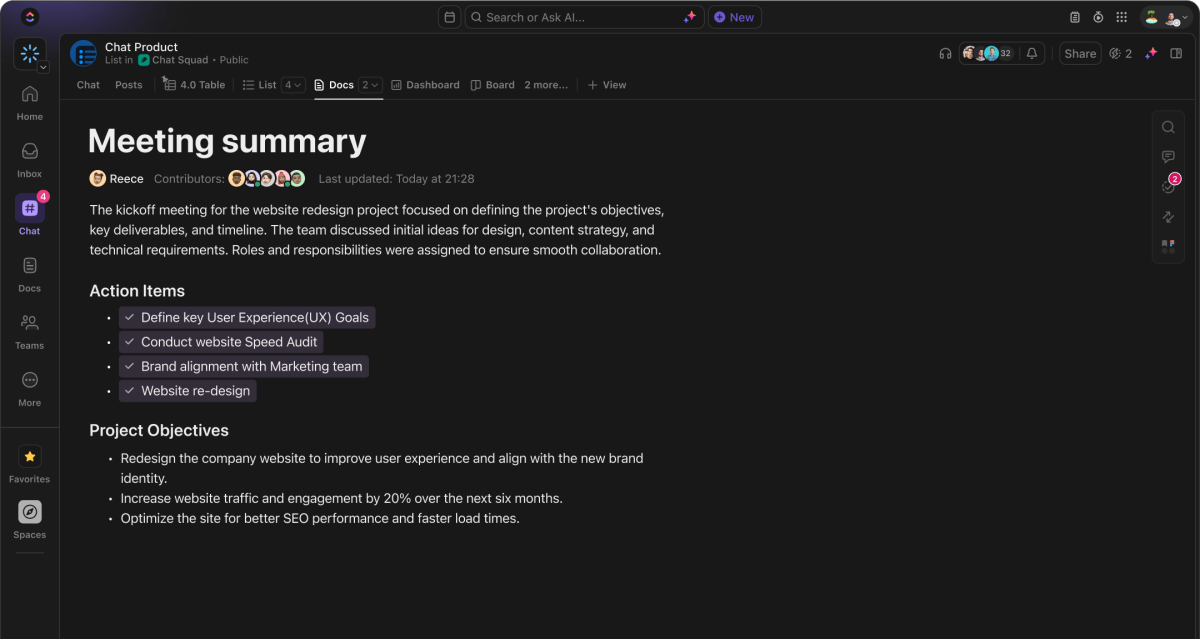 Search or Ask AI...
New
Chat Product
List in Chat Squad • Public
32
Share
2
Chat
Posts
4.0 Table
List 4
Docs 2
Dashboard
Board
2 more...
+ View
Home
Inbox
4
Chat
Docs
Teams
More
Favorites
Spaces
2
Meeting summary
Reece Contributors: Last updated: Today at 21:28
The kickoff meeting for the website redesign project focused on defining the project's objectives,
key deliverables, and timeline. The team discussed initial ideas for design, content strategy, and
technical requirements. Roles and responsibilities were assigned to ensure smooth collaboration.
Action Items
• Define key User Experience(UX) Goals
• Conduct website Speed Audit
• Brand alignment with Marketing team
• Website re-design
Project Objectives
• Redesign the company website to improve user experience and align with the new brand
identity.
• Increase website traffic and engagement by 20% over the next six months.
• Optimize the site for better SEO performance and faster load times.